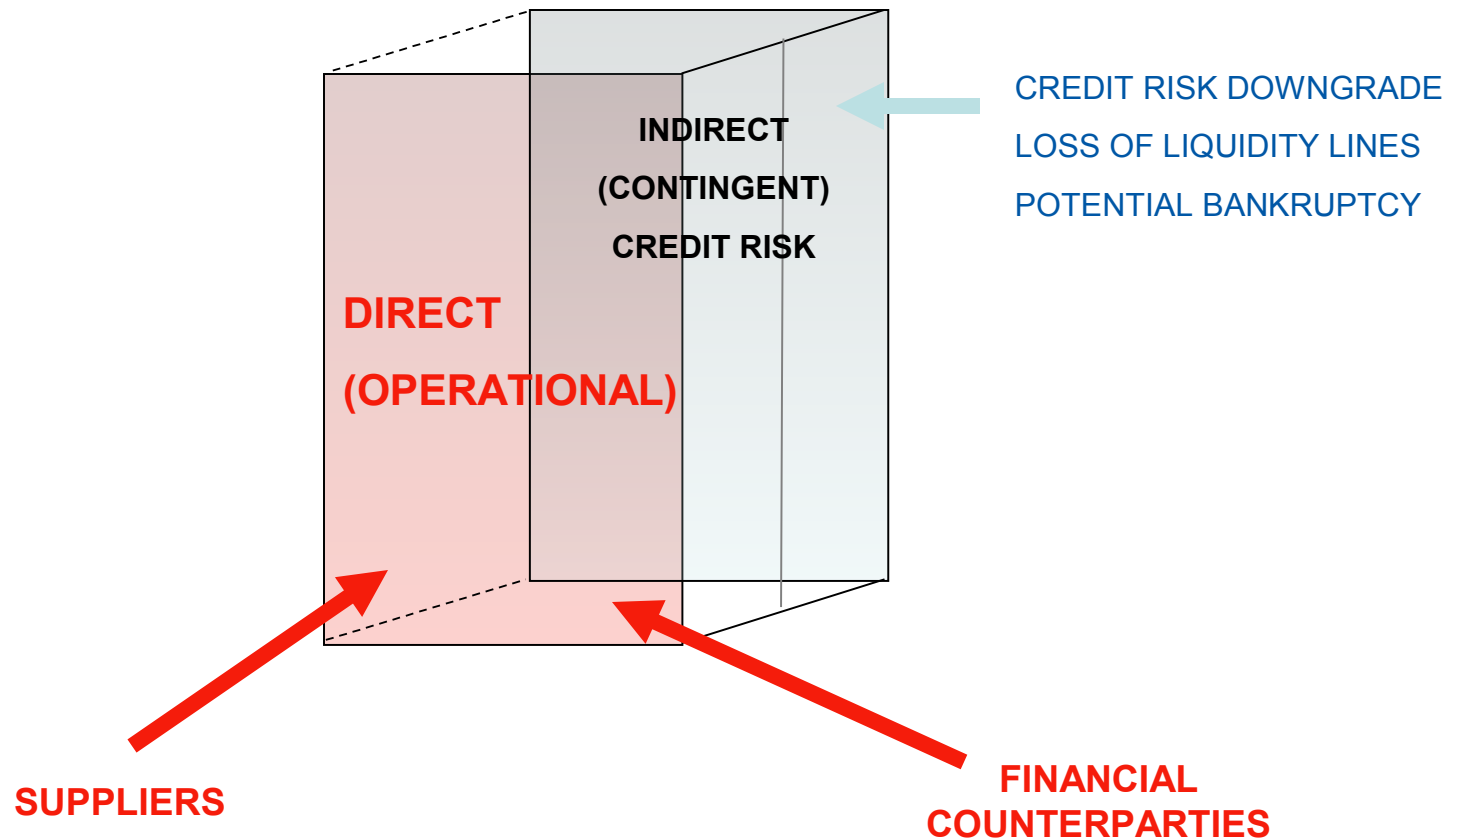 CREDIT RISK DOWNGRADE
LOSS OF LIQUIDITY LINES
POTENTIAL BANKRUPTCY
INDIRECT
(CONTINGENT)
CREDIT RISK
DIRECT
(OPERATIONAL)
SUPPLIERS
FINANCIAL
COUNTERPARTIES